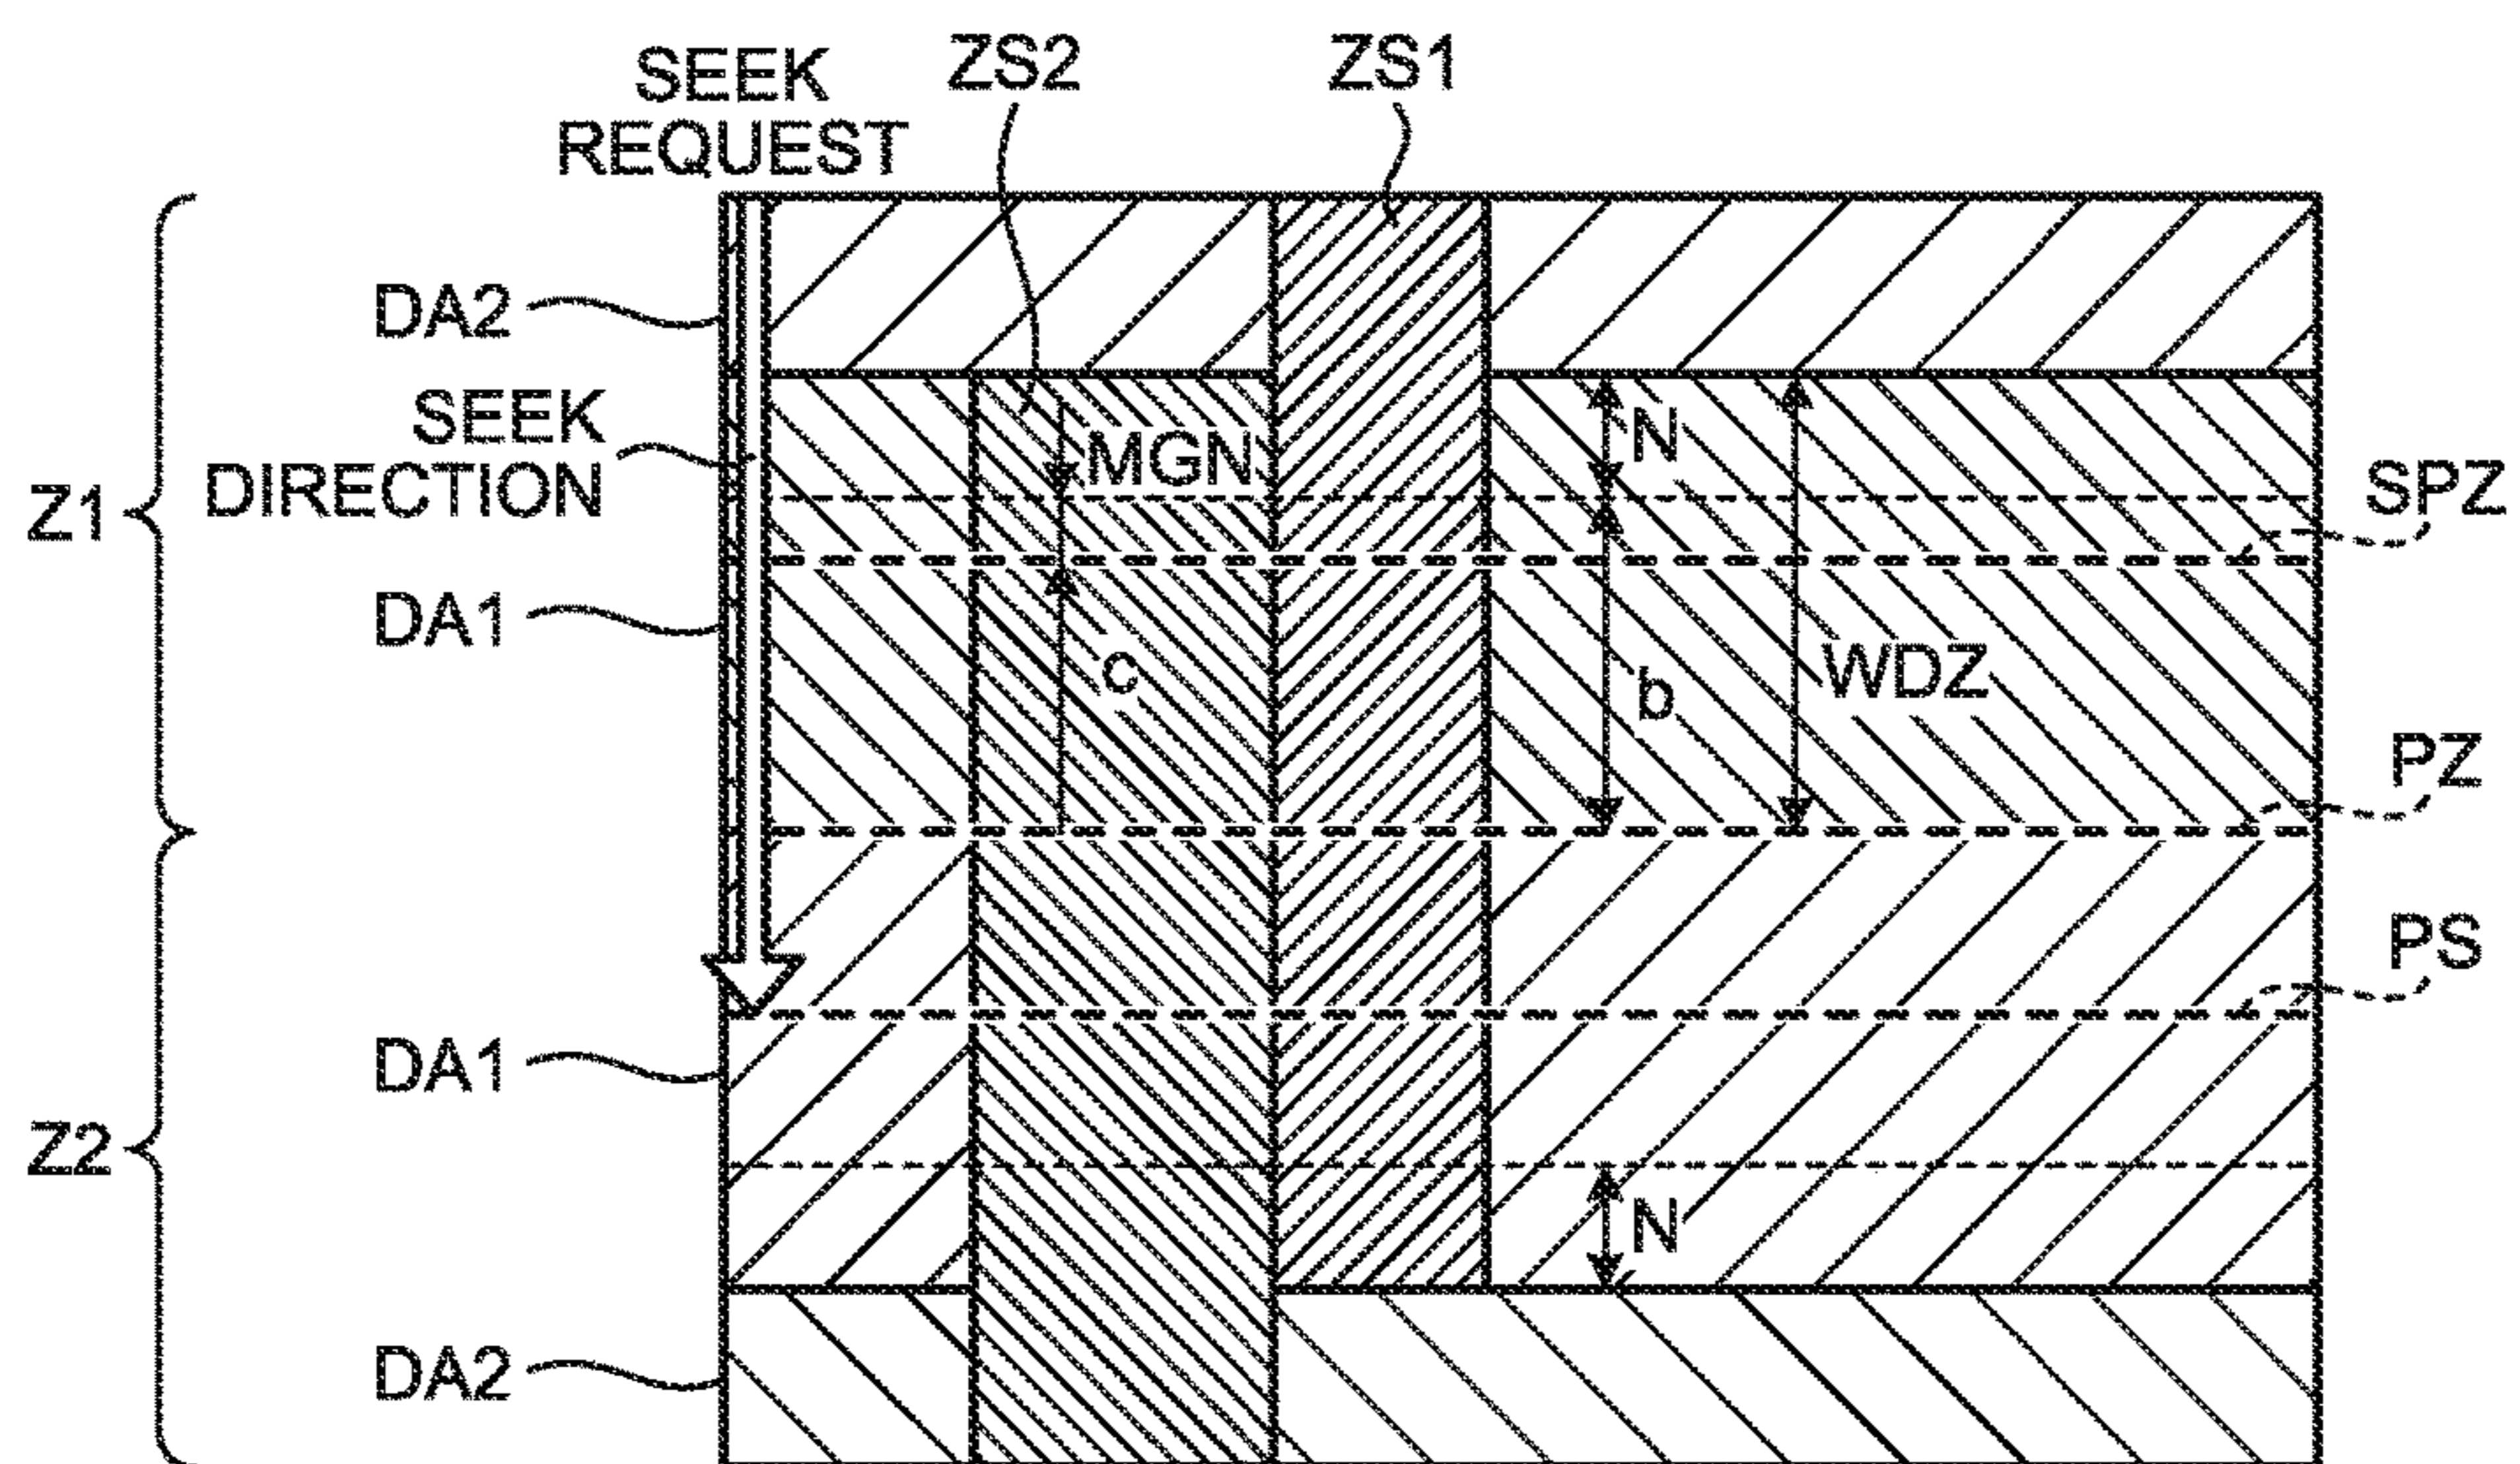 SEEK
REQUEST
ZS2
ZS1
DA2
SEEK
DIRECTION
MGN
N
SPZ
Z1
DA1
c
b
WDZ
PZ
PS
DA1
Z2
N
DA2